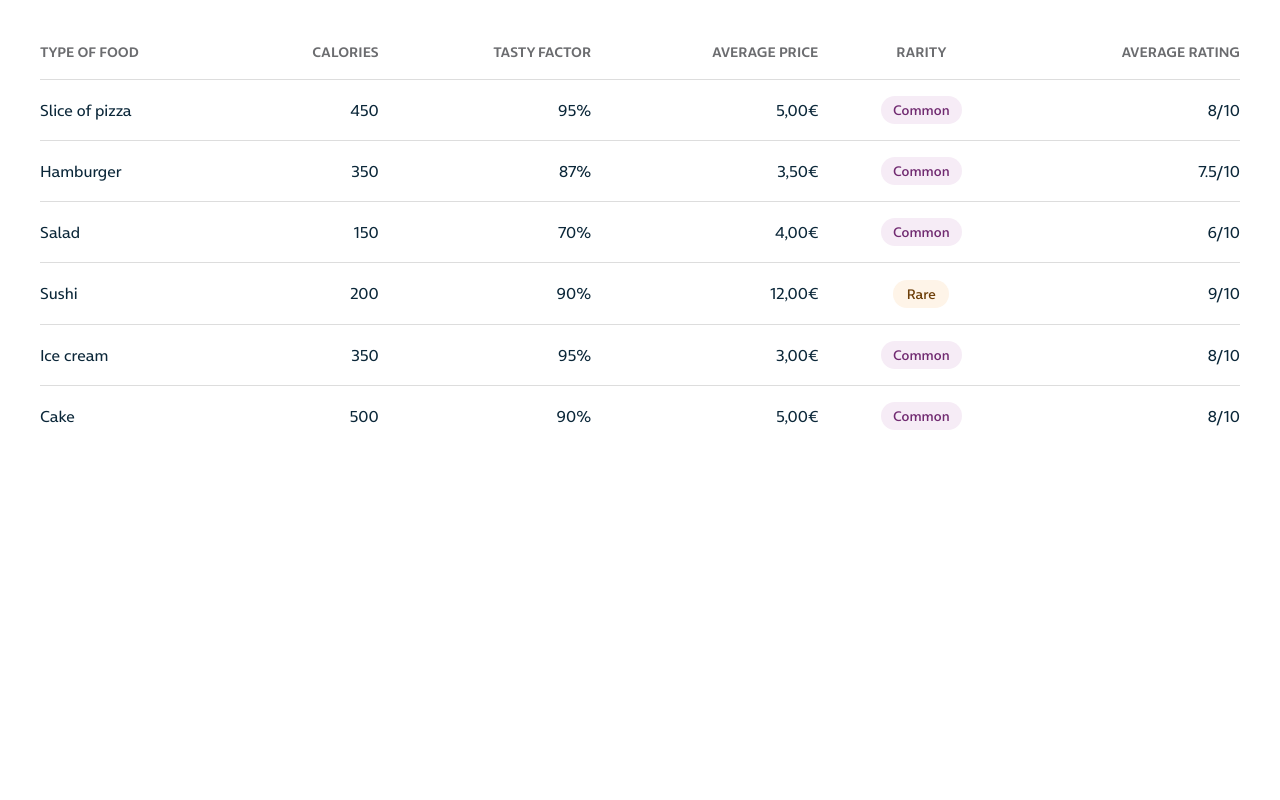 TYPE OF FOOD CALORIES TASTY FACTOR AVERAGE PRICE RARITY AVERAGE RATING
Slice of pizza 450 95% 5,00€ Common 8/10
Hamburger 350 87% 3,50€ Common 7.5/10
Salad 150 70% 4,00€ Common 6/10
Sushi 200 90% 12,00€ Rare 9/10
Ice cream 350 95% 3,00€ Common 8/10
Cake 500 90% 5,00€ Common 8/10